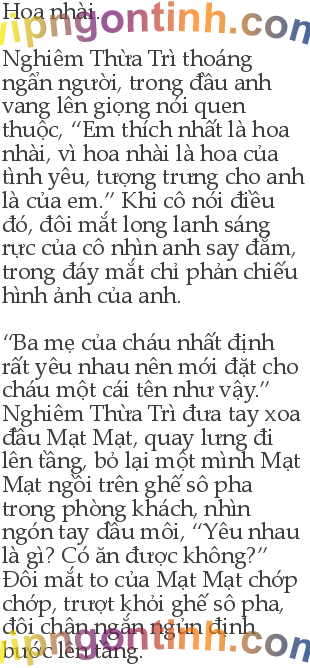 Hoa nhài.
vipngontinh.com
Nghiêm Thừa Trì thoáng
ngẩn người, trong đầu anh
vang lên giọng nói quen
thuộc, “Em thích nhất là hoa
nhài, vì hoa nhài là hoa của
tình yêu, tượng trưng cho anh
là của em.” Khi cô nói điều
đó, đôi mắt long lanh sáng
rực của cô nhìn anh say đắm,
trong đáy mắt chỉ phản chiếu
hình ảnh của anh.
“Ba mẹ của cháu nhất định
rất yêu nhau nên mới đặt cho
cháu một cái tên như vậy.”
Nghiêm Thừa Trì đưa tay xoa
đầu Mạt Mạt, quay lưng đi
lên tầng, bỏ lại một mình Mạt
Mạt ngồi trên ghế sô pha
trong phòng khách, nhìn
ngón tay đầu môi, “Yêu nhau
là gì? Có ăn được không?”
Đôi mắt to của Mạt Mạt chớp
chớp, trượt khỏi ghế sô pha,
đôi chân ngắn ngủn định
bước lên tầng.
vipngontinh.com